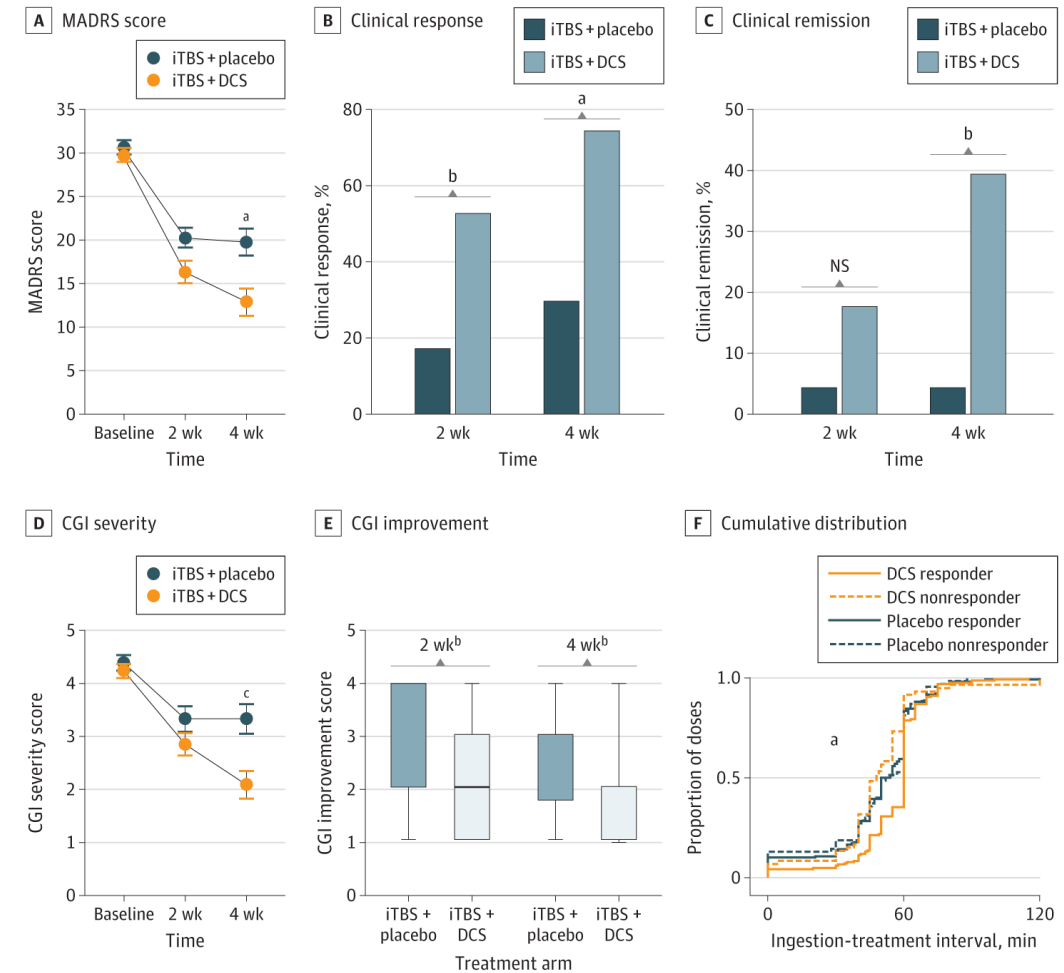 A MADRS score
iTBS + placebo
iTBS + DCS
35
30
25
20
15
10
5
0
MADRS score
a
Baseline
2 wk
4 wk
Time
B Clinical response
iTBS + placebo
iTBS + DCS
80
60
40
20
0
Clinical response, %
b
a
2 wk
4 wk
Time
C Clinical remission
iTBS + placebo
iTBS + DCS
50
40
30
20
10
0
Clinical remission, %
NS
b
2 wk
4 wk
Time
D CGI severity
iTBS + placebo
iTBS + DCS
5
4
3
2
1
0
CGI severity score
c
Baseline
2 wk
4 wk
Time
E CGI improvement
5
4
3
2
1
0
CGI improvement score
2 wkᵇ
4 wkᵇ
iTBS +
placebo
iTBS +
DCS
iTBS +
placebo
iTBS +
DCS
Treatment arm
F Cumulative distribution
DCS responder
DCS nonresponder
Placebo responder
Placebo nonresponder
1.0
0.5
0
Proportion of doses
a
0
60
120
Ingestion-treatment interval, min